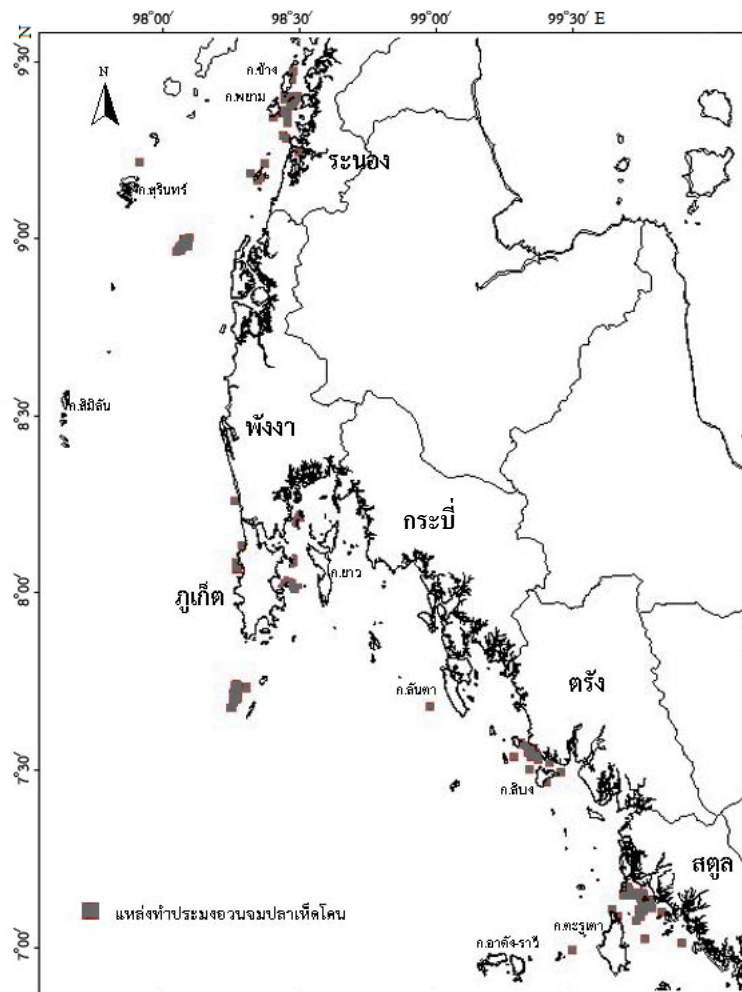 98°00′ 98°30′ 99°00′ 99°30′ E
N
9°30′
N
ก.ช้าง
ก.พยาม
ระนอง
ก.สุรินทร์
9°00′
8°30′
ก.สิมิลัน
พังงา
กระบี่
8°00′
ก.ยาว
ภูเก็ต
ตรัง
ก.ลันตา
7°30′
ก.ลิบง
สตูล
แหล่งทำประมงอวนจมปลาเห็ดโคน
ก.ตะรุเตา
ก.อาดัง-ราวี
7°00′